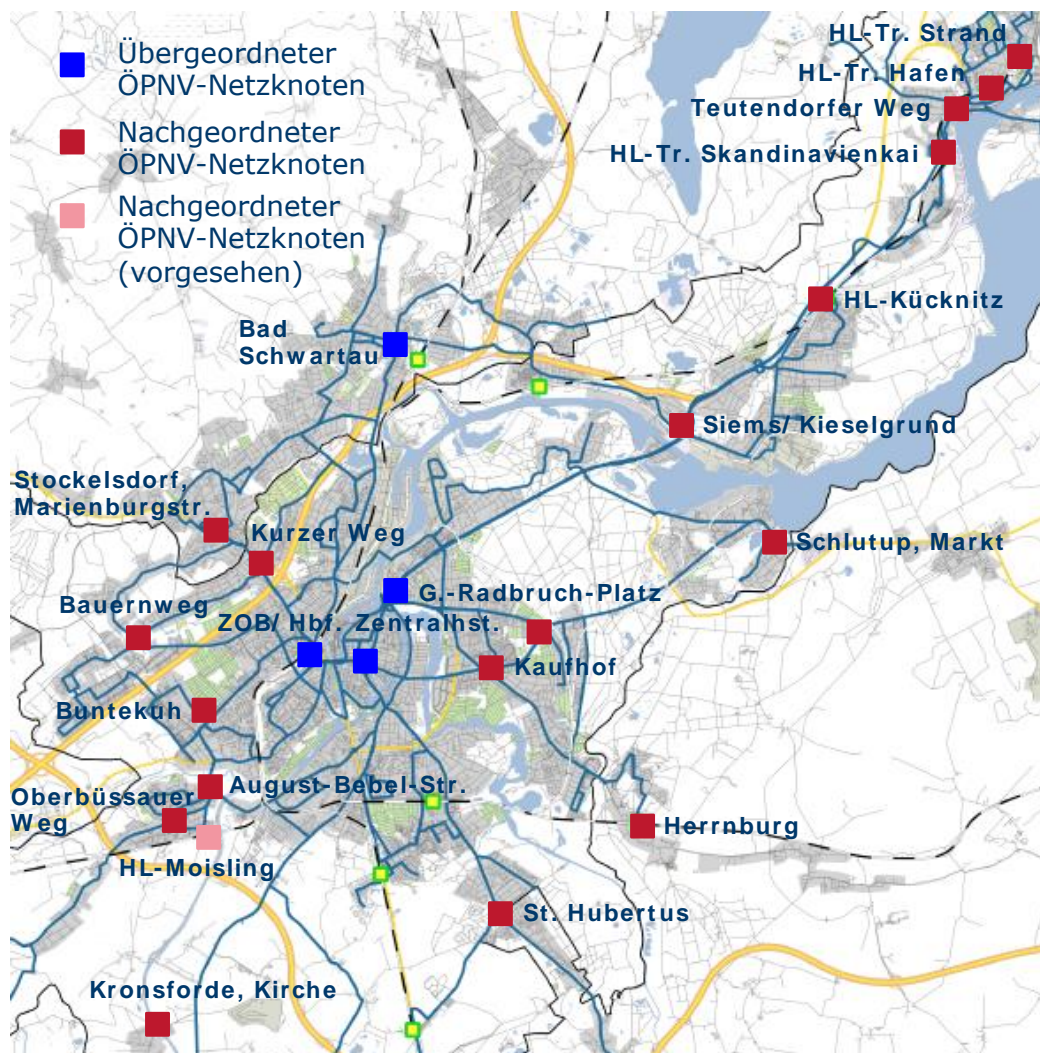 Übergeordneter
ÖPNV-Netzknoten
Nachgeordneter
ÖPNV-Netzknoten
Nachgeordneter
ÖPNV-Netzknoten
(vorgesehen)
HL-Tr. Strand
HL-Tr. Hafen
Teutendorfer Weg
HL-Tr. Skandinavienkai
HL-Kücknitz
Bad
Schwartau
Siems/ Kieselgrund
Stockelsdorf,
Marienburgstr.
Kurzer Weg
Schlutup, Markt
G.-Radbruch-Platz
Bauernweg
ZOB/ Hbf. Zentralhst.
Kaufhof
Buntekuh
August-Bebel-Str.
Oberbüssauer
Weg
Herrnburg
HL-Moisling
St. Hubertus
Kronsforde, Kirche